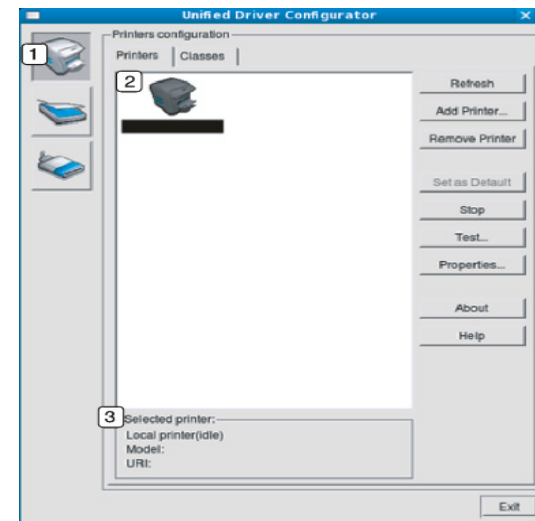 Unified Driver Configurator
Printers configuration
1
Printers Classes
2
Refresh
Add Printer...
Remove Printer
Set as Default
Stop
Test...
Properties...
About
Help
3
Selected printer:
Local printer(idle)
Model:
URI:
Exit